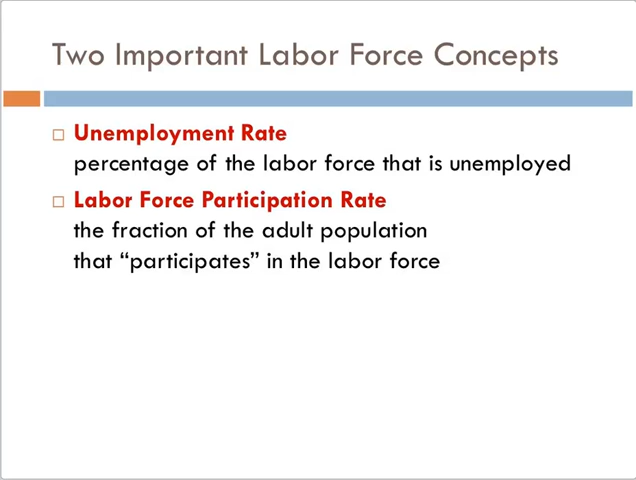 Two Important Labor Force Concepts
Unemployment Rate
percentage of the labor force that is unemployed
Labor Force Participation Rate
the fraction of the adult population
that “participates” in the labor force